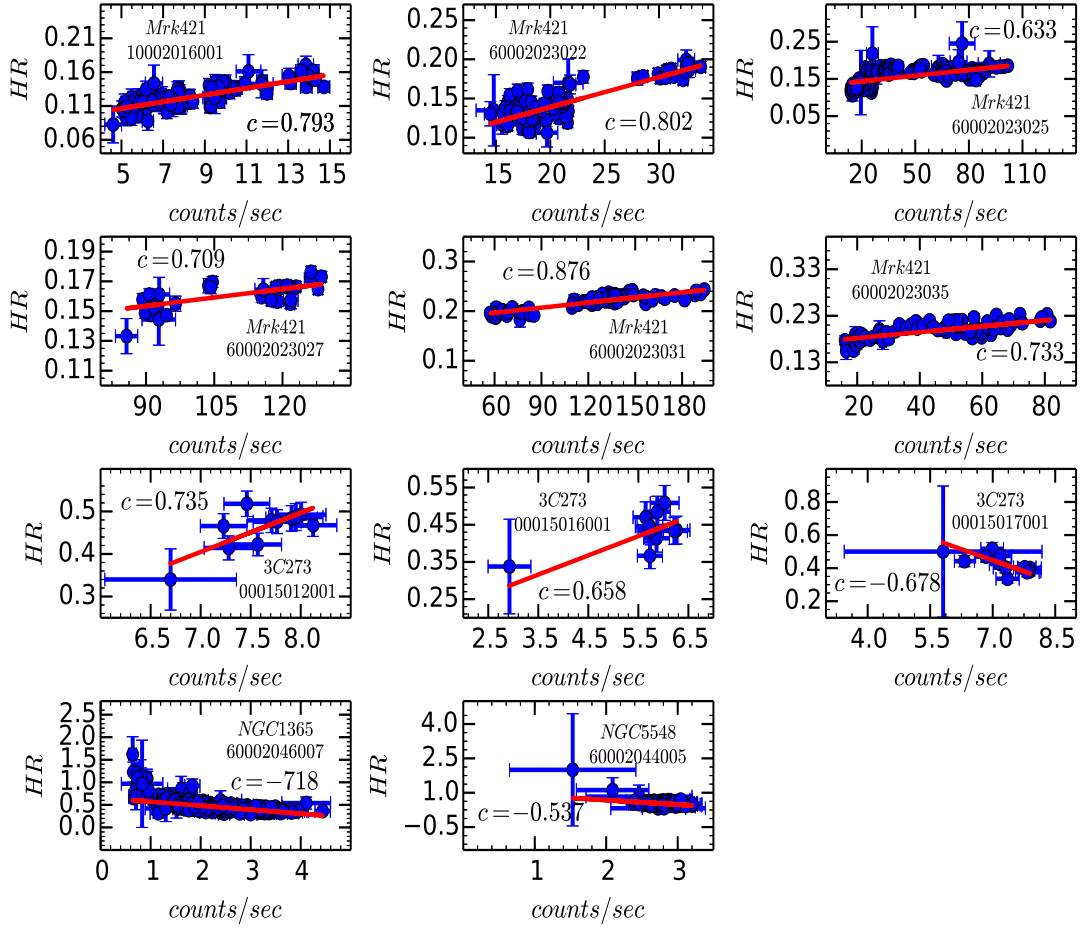 HR
0.21
0.16
0.11
0.06
Mrk421
10002016001
c=0.793
5 7 9 11 13 15
counts/sec
HR
0.25
0.20
0.15
0.10
Mrk421
60002023022
c=0.802
15 20 25 30
counts/sec
HR
0.25
0.15
0.05
c=0.633
Mrk421
60002023025
20 50 80 110
counts/sec
HR
0.19
0.17
0.15
0.13
0.11
c=0.709
Mrk421
60002023027
90 105 120
counts/sec
HR
0.3
0.2
0.1
c=0.876
Mrk421
60002023031
60 90 120 150 180
counts/sec
HR
0.33
0.23
0.13
Mrk421
60002023035
c=0.733
20 40 60 80
counts/sec
HR
0.5
0.4
0.3
c=0.735
3C273
00015012001
6.5 7.0 7.5 8.0
counts/sec
HR
0.55
0.45
0.35
0.25
3C273
00015016001
c=0.658
2.5 3.5 4.5 5.5 6.5
counts/sec
HR
0.8
0.6
0.4
0.2
3C273
00015017001
c=−0.678
4.0 5.5 7.0 8.5
counts/sec
HR
2.5
2.0
1.5
1.0
0.5
0.0
NGC1365
60002046007
c=−718
0 1 2 3 4
counts/sec
HR
4.0
2.5
1.0
−0.5
NGC5548
60002044005
c=−0.537
1 2 3
counts/sec